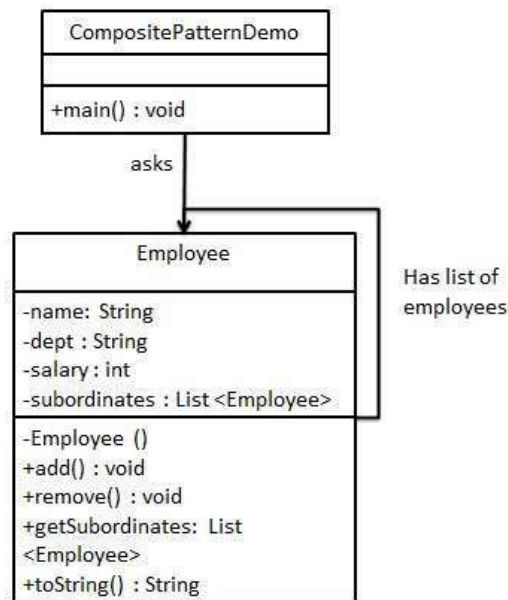 CompositePatternDemo
+main() : void
asks
Employee
-name: String
-dept : String
-salary : int
-subordinates : List <Employee>
-Employee ()
+add() : void
+remove() : void
+getSubordinates: List
<Employee>
+toString() : String
Has list of
employees